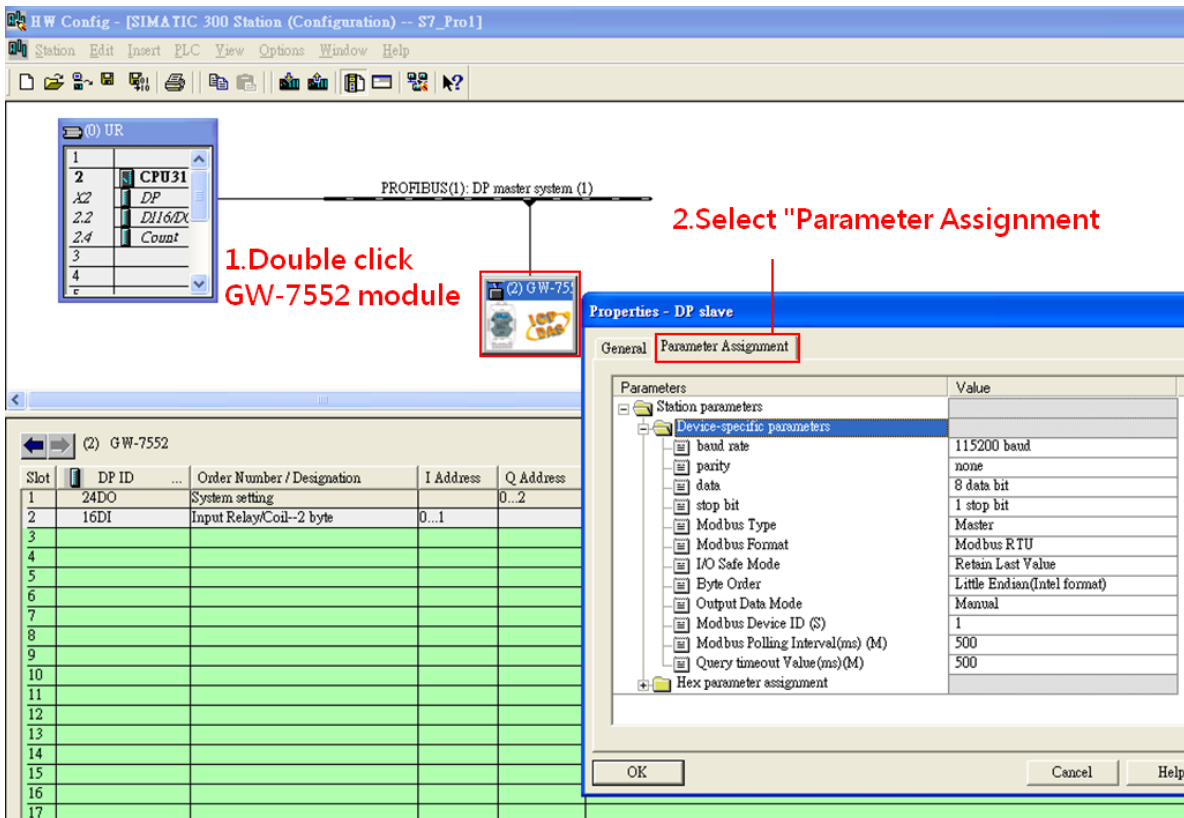 HW Config - [SIMATIC 300 Station (Configuration) -- S7_Pro1]
Station Edit Insert PLC View Options Window Help
(0) UR
1
2 CPU31
X2 DP
2.2 DI16/DO
2.4 Count
3
4
PROFIBUS(1): DP master system (1)
1.Double click
GW-7552 module
(2) GW-755
ICP DAS
2.Select "Parameter Assignment
Properties - DP slave
General Parameter Assignment
Parameters Value
Station parameters
Device-specific parameters
baud rate 115200 baud
parity none
data 8 data bit
stop bit 1 stop bit
Modbus Type Master
Modbus Format Modbus RTU
I/O Safe Mode Retain Last Value
Byte Order Little Endian(Intel format)
Output Data Mode Manual
Modbus Device ID (S) 1
Modbus Polling Interval(ms) (M) 500
Query timeout Value(ms)(M) 500
Hex parameter assignment
OK Cancel Help
(2) GW-7552
Slot DP ID ... Order Number / Designation I Address Q Address
1 24DO System setting 0...2
2 16DI Input Relay/Coil--2 byte 0...1
3
4
5
6
7
8
9
10
11
12
13
14
15
16
17